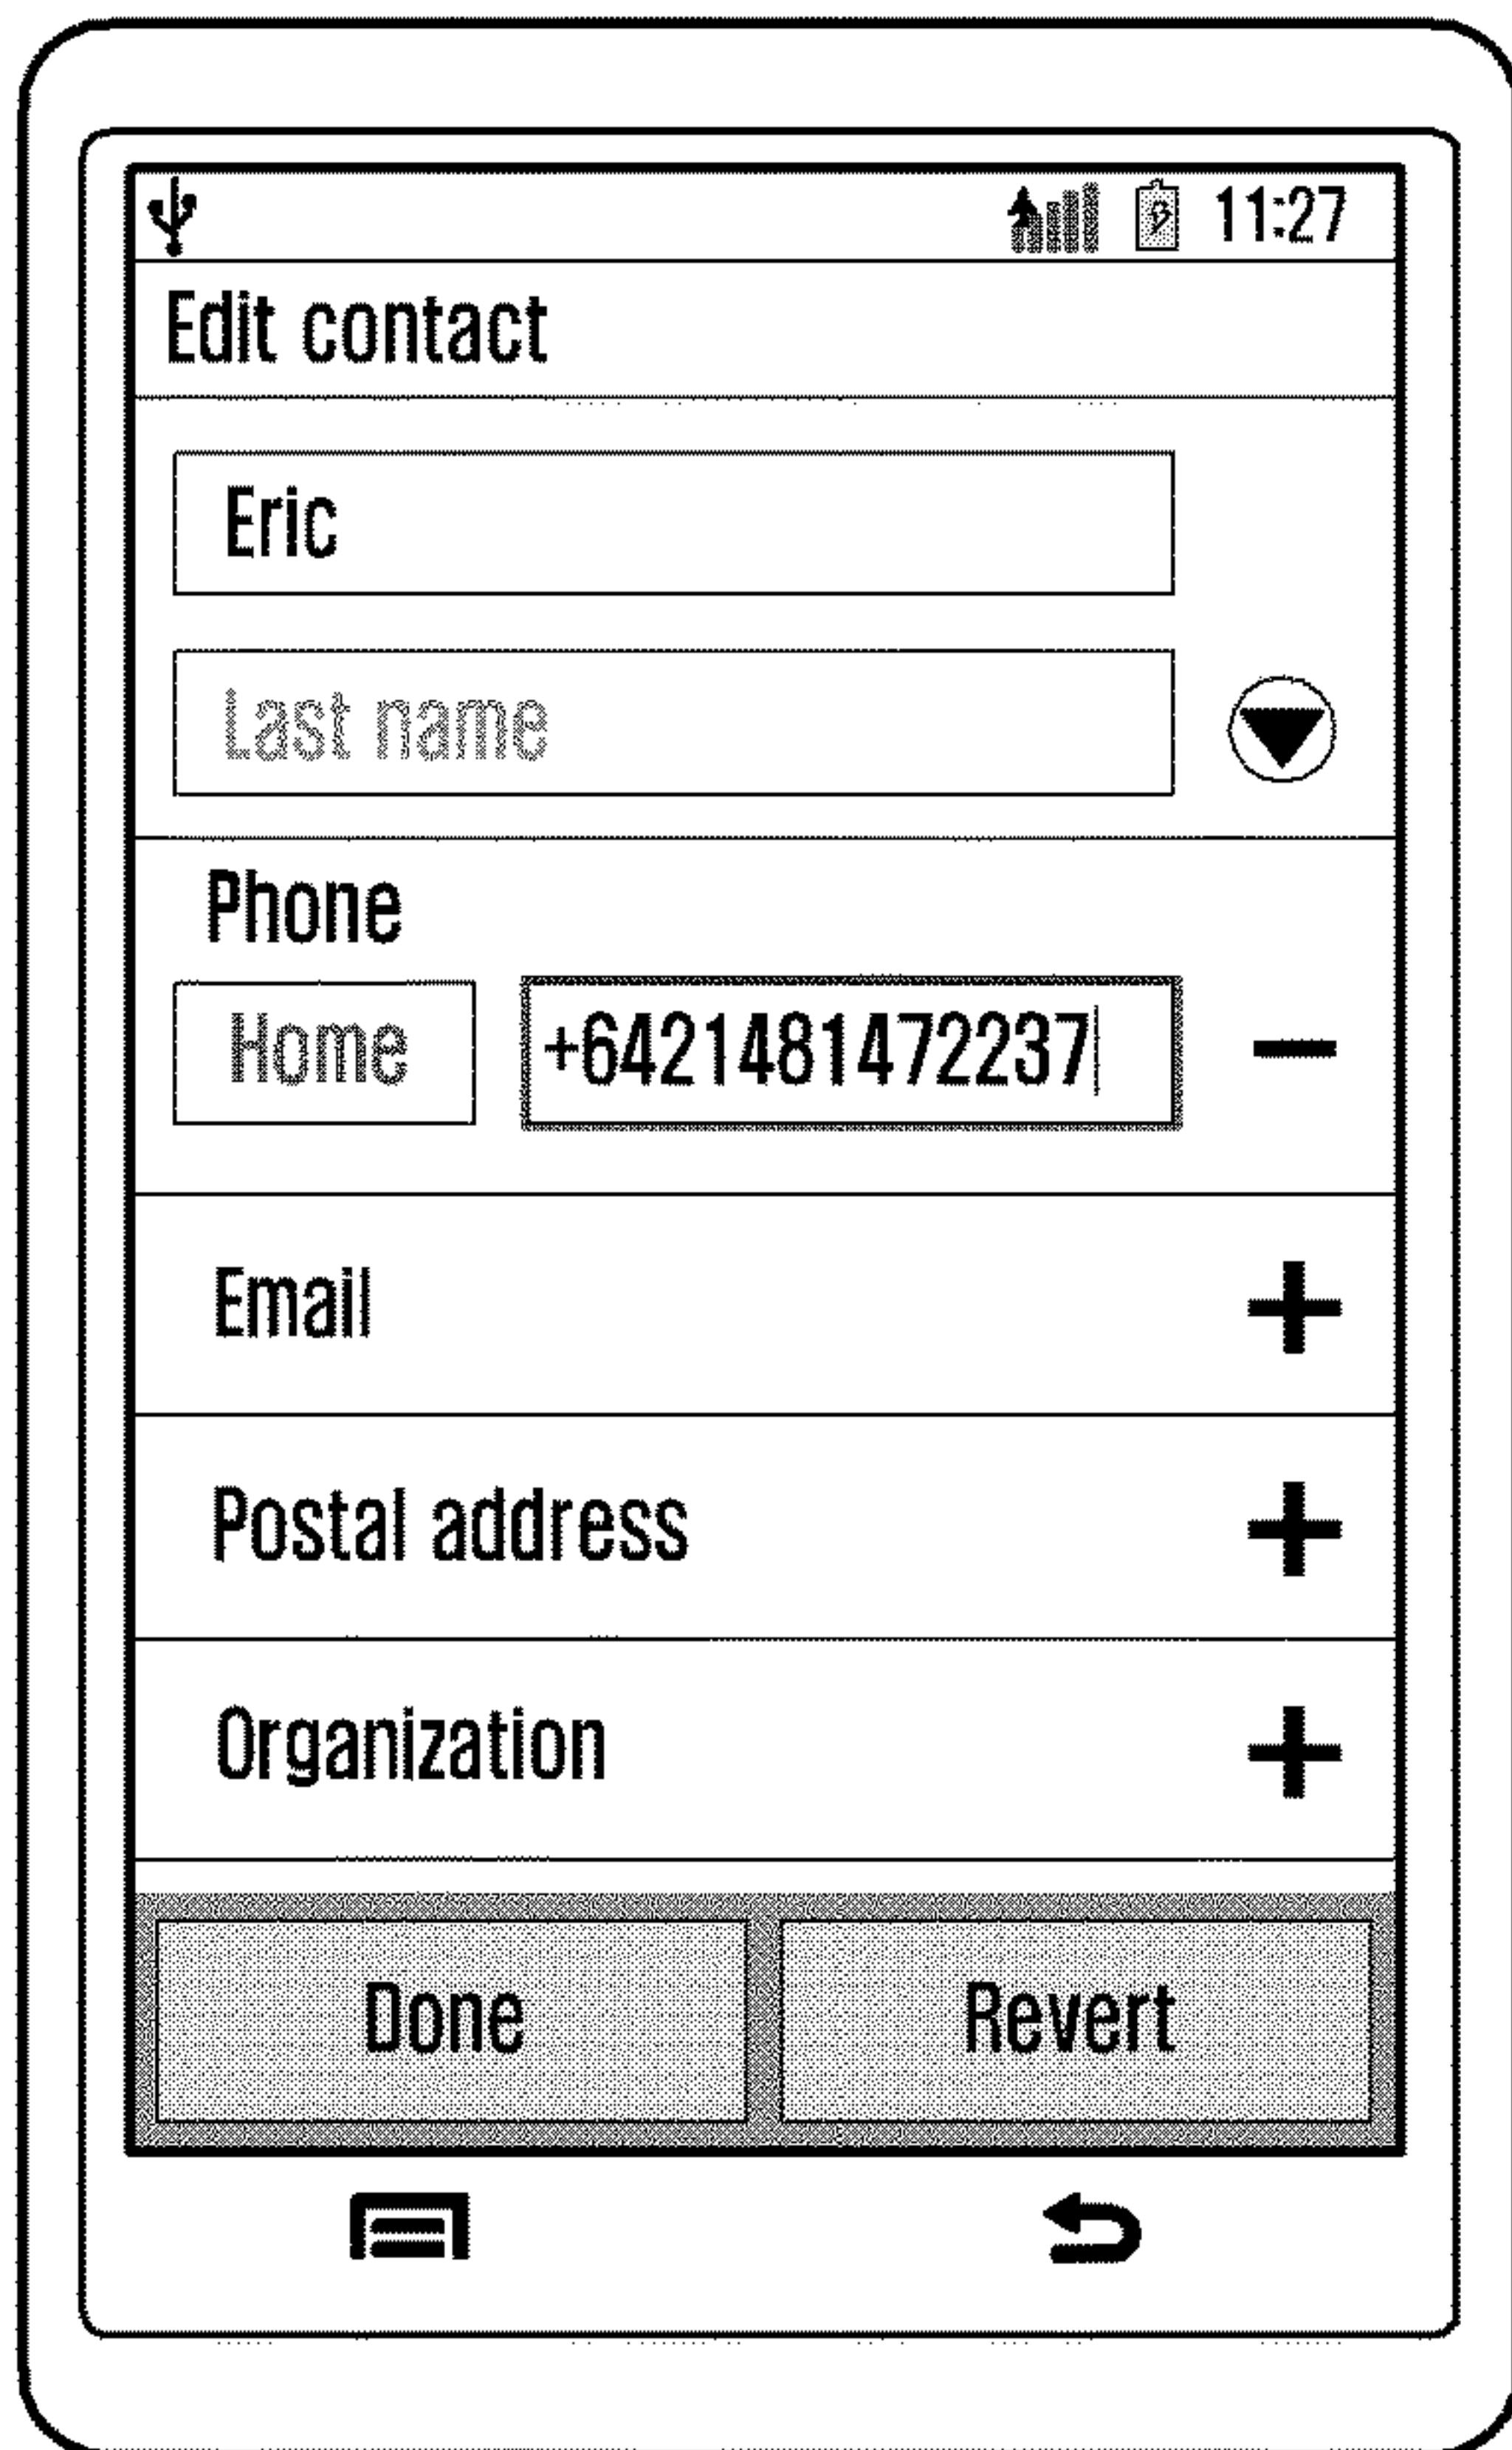 11:27
Edit contact
Eric
Last name
Phone
Home +6421481472237
Email
Postal address
Organization
Done Revert